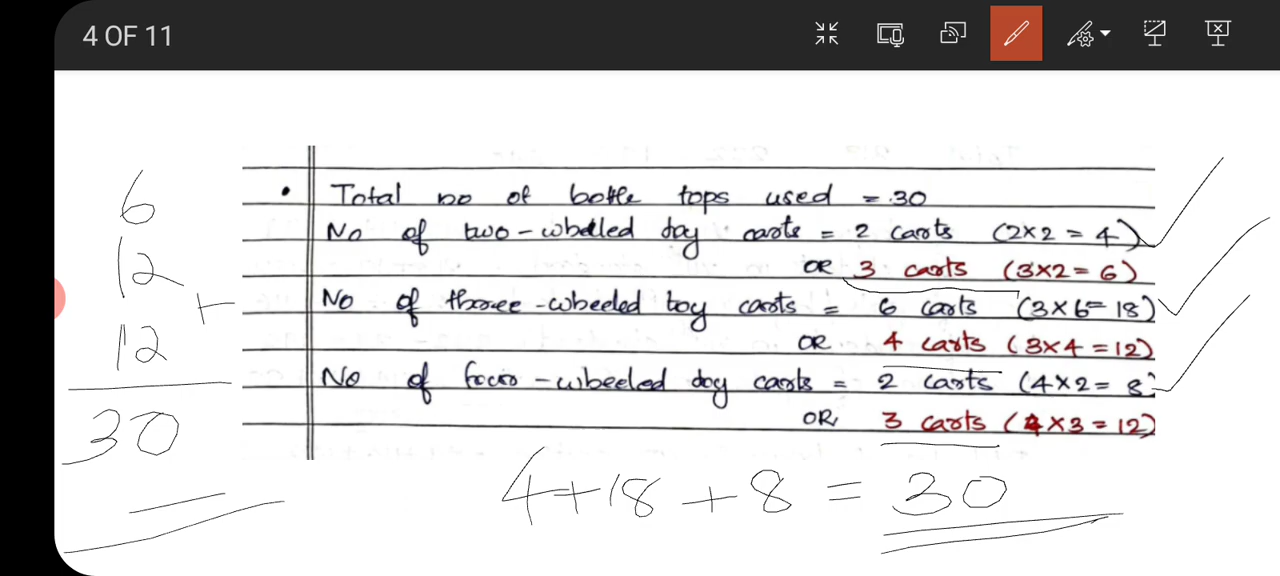 4 OF 11
• Total no of bottle tops used = 30
No of two-wheeled toy carts = 2 carts (2×2 = 4)
OR 3 carts (3×2 = 6)
No of three-wheeled toy carts = 6 carts (3×6= 18)
OR 4 carts (3×4 = 12)
No of four-wheeled toy carts = 2 carts (4×2= 8)
OR 3 carts (4×3 = 12)
6
12
+
12
30
4+18+8 = 30